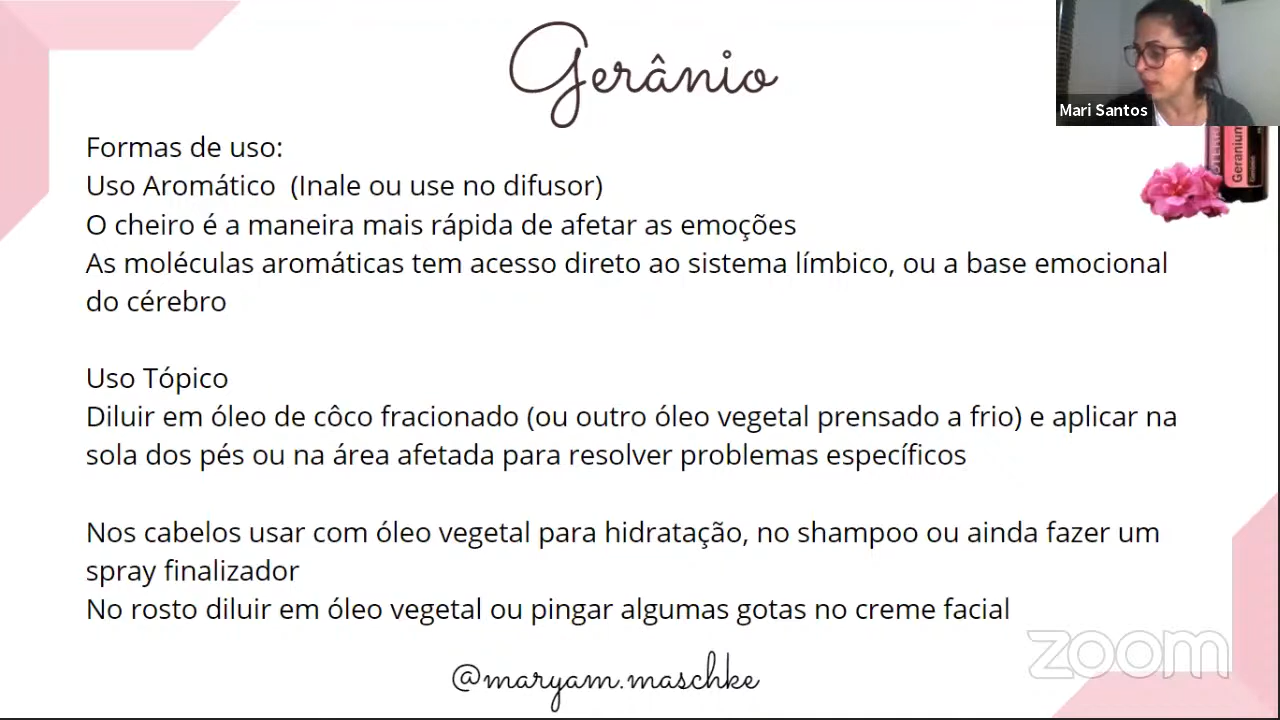 Gerânio
Mari Santos
Geranium
Formas de uso:
Uso Aromático (Inale ou use no difusor)
O cheiro é a maneira mais rápida de afetar as emoções
As moléculas aromáticas tem acesso direto ao sistema límbico, ou a base emocional
do cérebro
Uso Tópico
Diluir em óleo de côco fracionado (ou outro óleo vegetal prensado a frio) e aplicar na
sola dos pés ou na área afetada para resolver problemas específicos
Nos cabelos usar com óleo vegetal para hidratação, no shampoo ou ainda fazer um
spray finalizador
No rosto diluir em óleo vegetal ou pingar algumas gotas no creme facial
zoom
@maryam.maschke